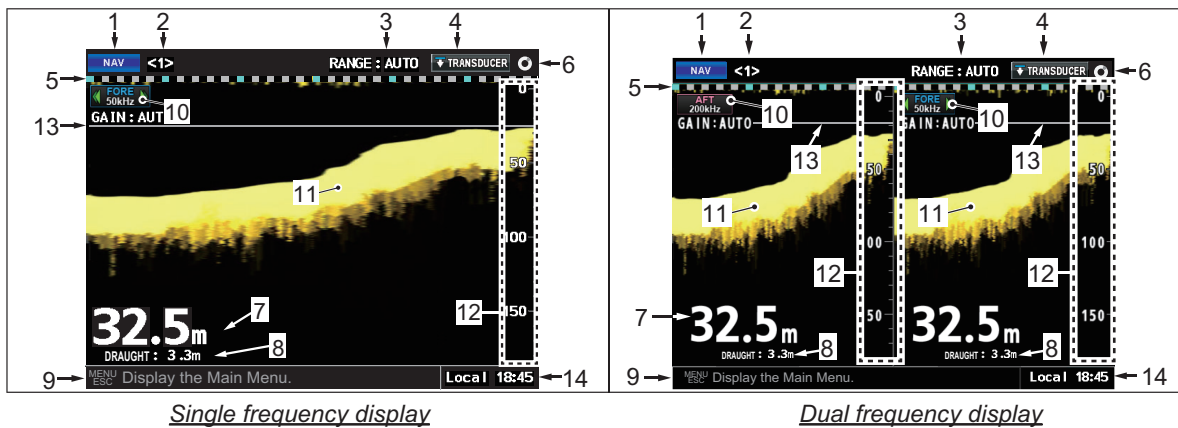 1 2 3 4
NAV <1> RANGE : AUTO TRANSDUCER 6
5
0
FORE
50kHz 10
GAIN:AUT
13
50
11
100
12 150
32.5m 7
DRAUGHT : 3.3m 8
9 MENU ESC Display the Main Menu. Local 18:45 14
Single frequency display
1 2 3 4
NAV <1> RANGE : AUTO TRANSDUCER 6
5
0 0
AFT
200kHz 10 FORE
50kHz 10
GAIN:AUTO AIN:AUTO
13 13
50 50
11 11
00 100
12 12
7 50 150
32.5m 32.5m
DRAUGHT : 3.3m 8 DRAUGHT : 3.3m 8
9 MENU ESC Display the Main Menu. Local 18:45 14
Dual frequency display